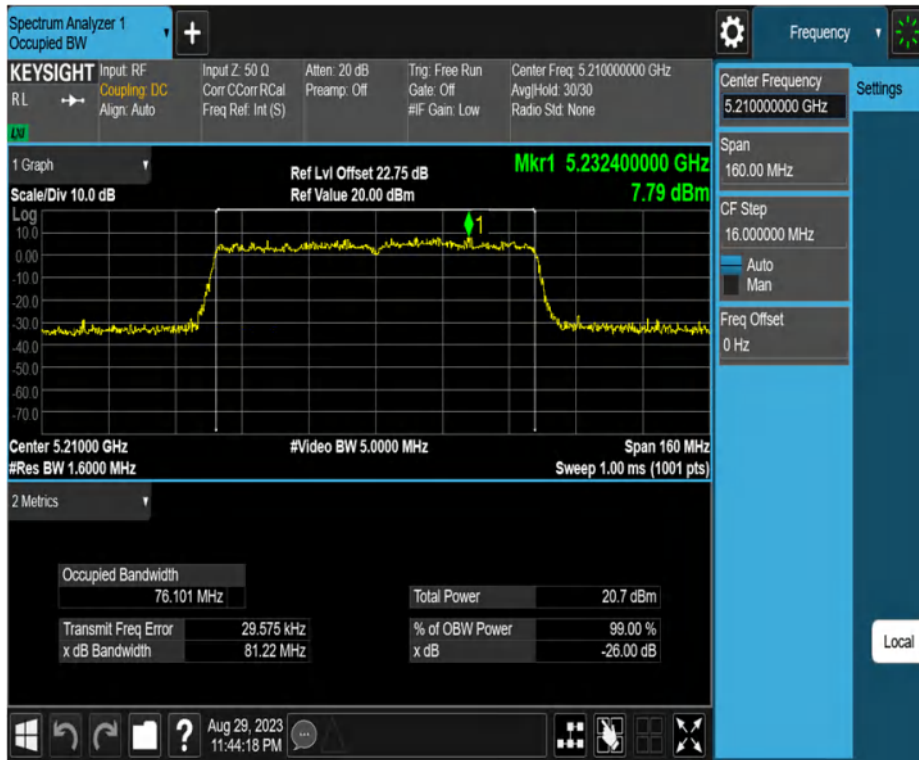 Spectrum Analyzer 1
Occupied BW
+
Frequency
KEYSIGHT
RL
LXI
Input: RF
Coupling: DC
Align: Auto
Input Z: 50 Ω
Corr CCorr RCal
Freq Ref: Int (S)
Atten: 20 dB
Preamp: Off
Trig: Free Run
Gate: Off
#IF Gain: Low
Center Freq: 5.210000000 GHz
Avg|Hold: 30/30
Radio Std: None
Center Frequency
5.210000000 GHz
Settings
Span
160.00 MHz
CF Step
16.000000 MHz
Auto
Man
Freq Offset
0 Hz
1 Graph
Scale/Div 10.0 dB
Ref Lvl Offset 22.75 dB
Ref Value 20.00 dBm
Mkr1 5.232400000 GHz
7.79 dBm
Log
10.0
0.00
-10.0
-20.0
-30.0
-40.0
-50.0
-60.0
-70.0
1
Center 5.21000 GHz
#Res BW 1.6000 MHz
#Video BW 5.0000 MHz
Span 160 MHz
Sweep 1.00 ms (1001 pts)
2 Metrics
Occupied Bandwidth
76.101 MHz
Total Power 20.7 dBm
Transmit Freq Error 29.575 kHz
% of OBW Power 99.00 %
x dB Bandwidth 81.22 MHz
x dB -26.00 dB
Local
?
Aug 29, 2023
11:44:18 PM